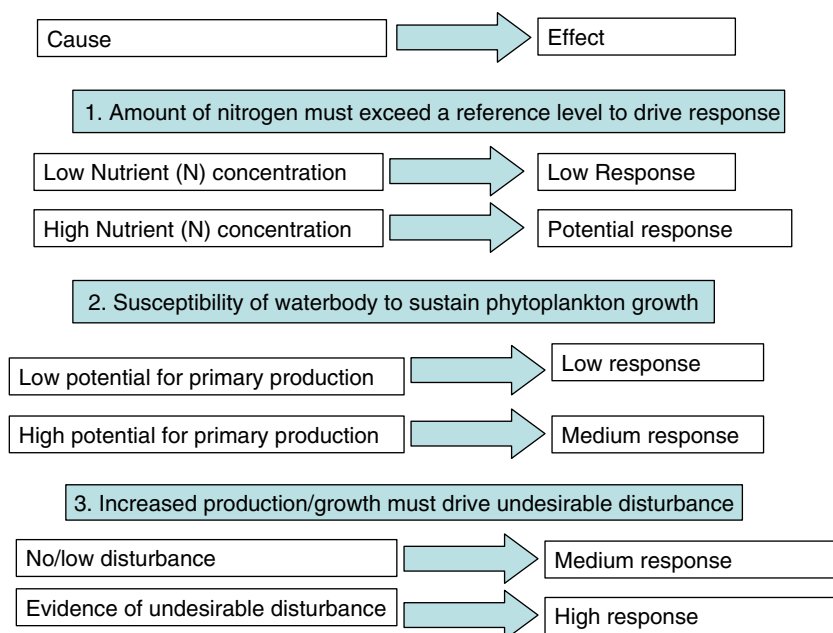 Cause
Effect
1. Amount of nitrogen must exceed a reference level to drive response
Low Nutrient (N) concentration
Low Response
High Nutrient (N) concentration
Potential response
2. Susceptibility of waterbody to sustain phytoplankton growth
Low potential for primary production
Low response
High potential for primary production
Medium response
3. Increased production/growth must drive undesirable disturbance
No/low disturbance
Medium response
Evidence of undesirable disturbance
High response